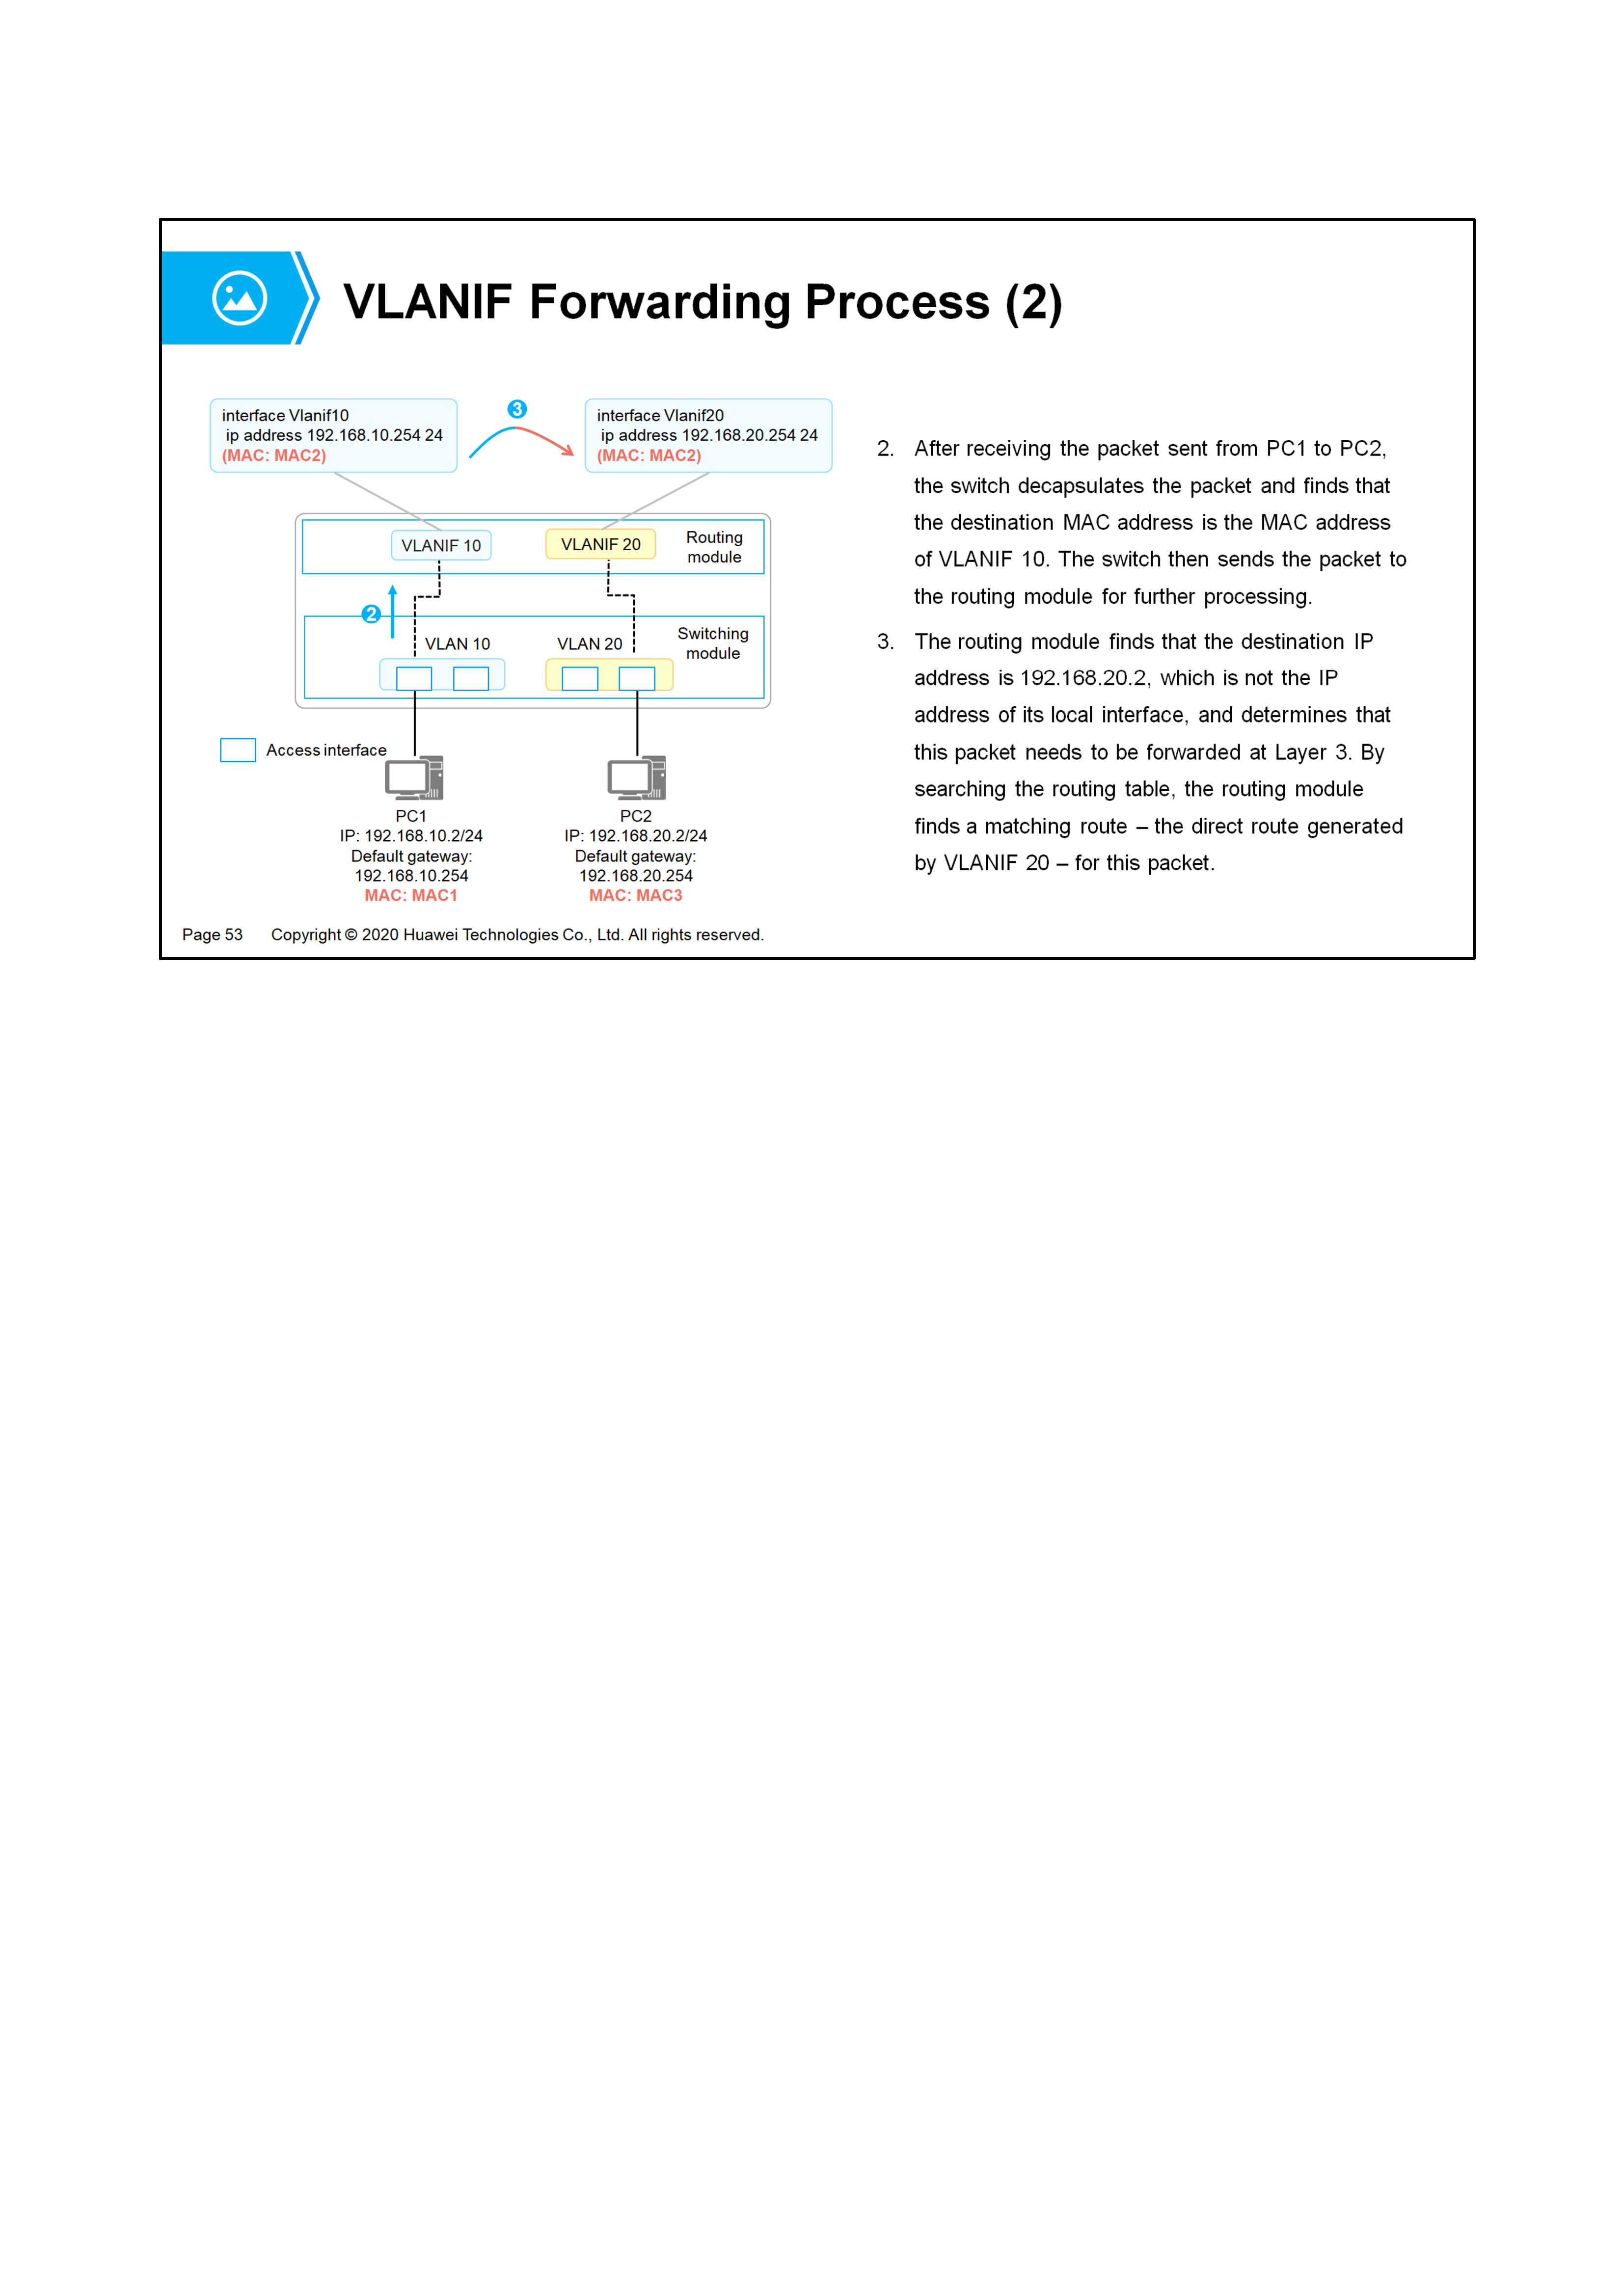 VLANIF Forwarding Process (2)
interface Vlanif10
ip address 192.168.10.254 24
(MAC: MAC2)
3
interface Vlanif20
ip address 192.168.20.254 24
(MAC: MAC2)
VLANIF 10
VLANIF 20
Routing
module
2
VLAN 10
VLAN 20
Switching
module
Access interface
PC1
IP: 192.168.10.2/24
Default gateway:
192.168.10.254
MAC: MAC1
PC2
IP: 192.168.20.2/24
Default gateway:
192.168.20.254
MAC: MAC3
2. After receiving the packet sent from PC1 to PC2,
the switch decapsulates the packet and finds that
the destination MAC address is the MAC address
of VLANIF 10. The switch then sends the packet to
the routing module for further processing.
3. The routing module finds that the destination IP
address is 192.168.20.2, which is not the IP
address of its local interface, and determines that
this packet needs to be forwarded at Layer 3. By
searching the routing table, the routing module
finds a matching route – the direct route generated
by VLANIF 20 – for this packet.
Page 53 Copyright © 2020 Huawei Technologies Co., Ltd. All rights reserved.